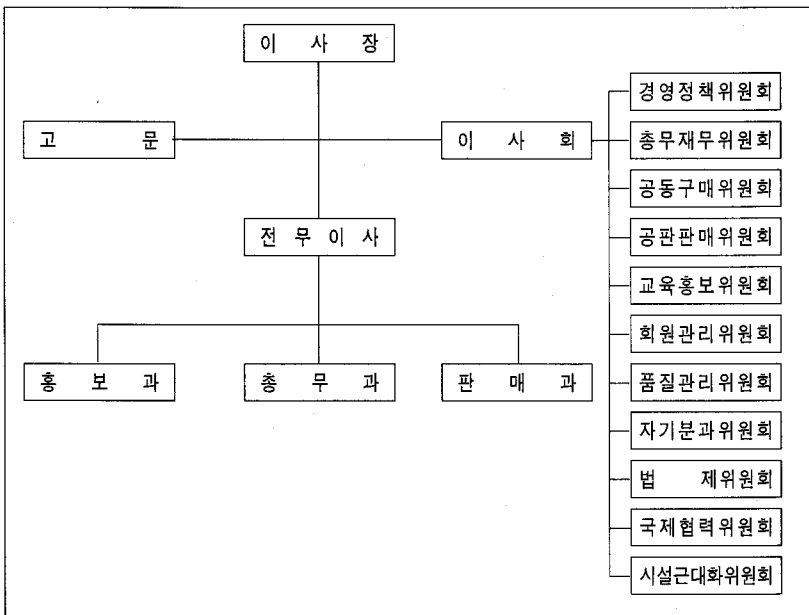 이 사 장
고 문
이 사 회
전 무 이 사
홍 보 과
총 무 과
판 매 과
경영정책위원회
총무재무위원회
공동구매위원회
공판판매위원회
교육홍보위원회
회원관리위원회
품질관리위원회
자기분과위원회
법 제위원회
국제협력위원회
시설근대화위원회